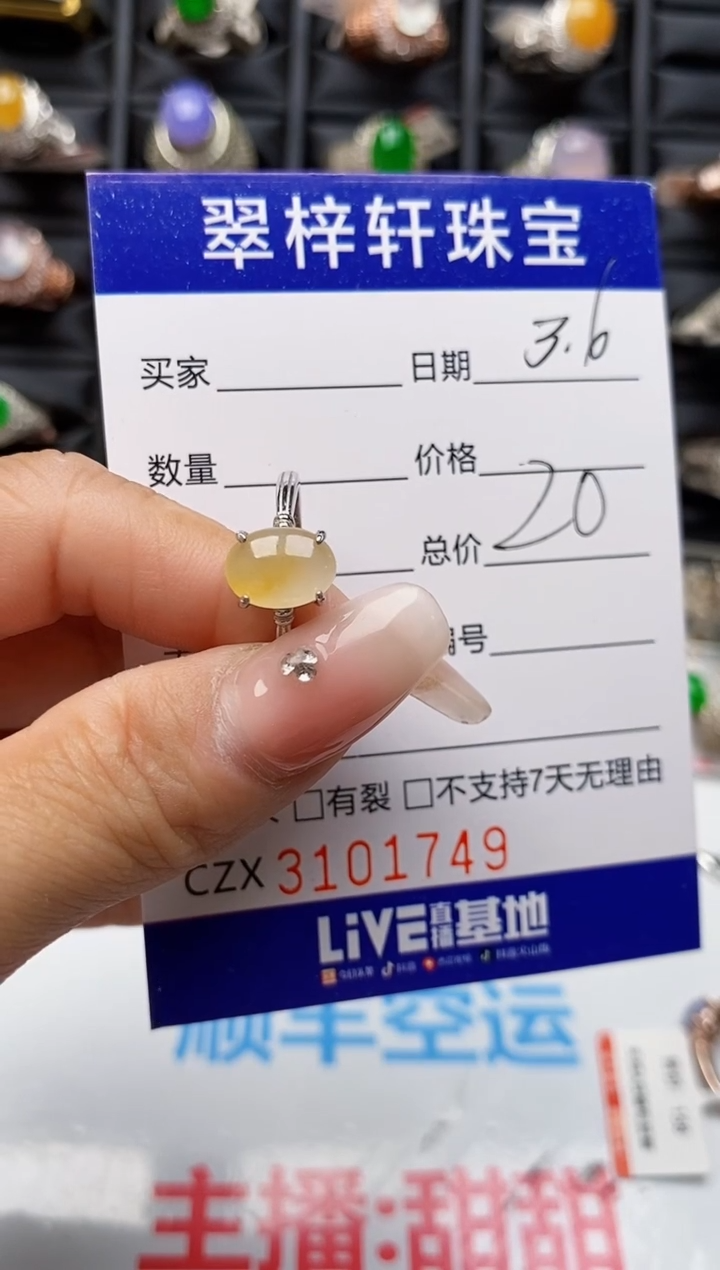 翠梓轩珠宝
买家 日期 3.6
数量 价格
总价 20
编号
□有裂 □不支持7天无理由
CZX 3101749
LiVE直播基地
顺丰空运
主播:甜甜